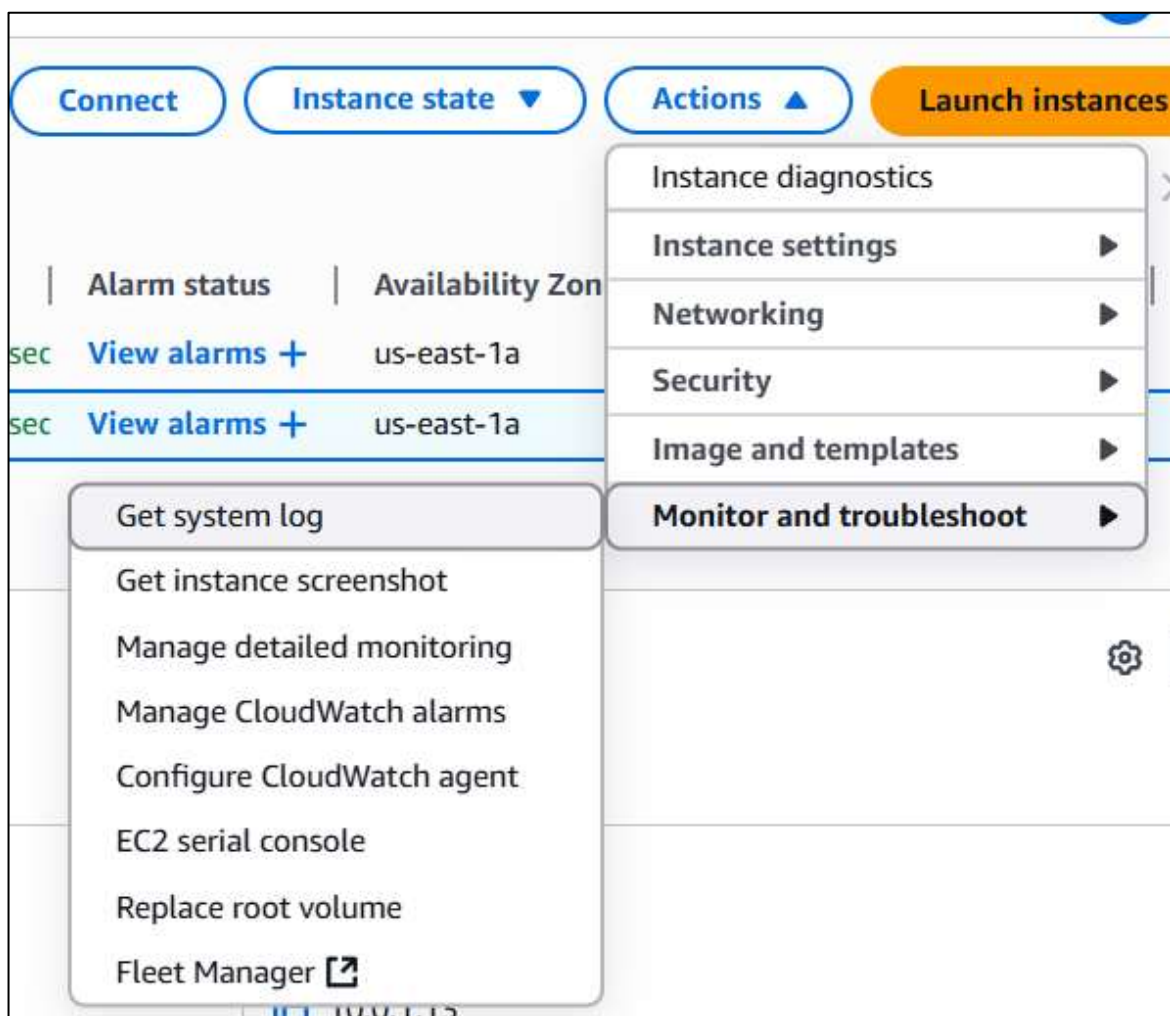 Connect Instance state Actions Launch instances
Instance diagnostics
Instance settings
Alarm status Availability Zon
Networking
sec View alarms us-east-1a
Security
sec View alarms us-east-1a
Image and templates
Monitor and troubleshoot
Get system log
Get instance screenshot
Manage detailed monitoring
Manage CloudWatch alarms
Configure CloudWatch agent
EC2 serial console
Replace root volume
Fleet Manager